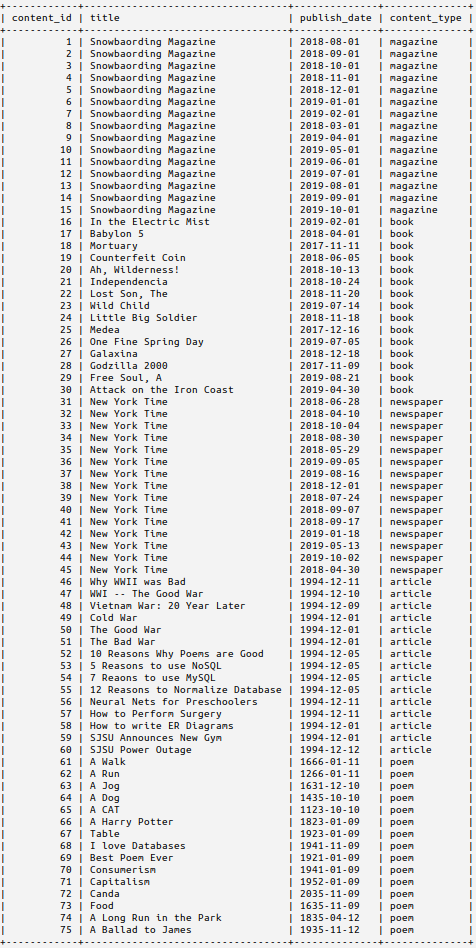 +------------+-------------------------------+--------------+--------------+
| content_id | title | publish_date | content_type |
+------------+-------------------------------+--------------+--------------+
| 1 | Snowbaording Magazine | 2018-08-01 | magazine |
| 2 | Snowbaording Magazine | 2018-09-01 | magazine |
| 3 | Snowbaording Magazine | 2018-10-01 | magazine |
| 4 | Snowbaording Magazine | 2018-11-01 | magazine |
| 5 | Snowbaording Magazine | 2018-12-01 | magazine |
| 6 | Snowbaording Magazine | 2019-01-01 | magazine |
| 7 | Snowbaording Magazine | 2019-02-01 | magazine |
| 8 | Snowbaording Magazine | 2018-03-01 | magazine |
| 9 | Snowbaording Magazine | 2019-04-01 | magazine |
| 10 | Snowbaording Magazine | 2019-05-01 | magazine |
| 11 | Snowbaording Magazine | 2019-06-01 | magazine |
| 12 | Snowbaording Magazine | 2019-07-01 | magazine |
| 13 | Snowbaording Magazine | 2019-08-01 | magazine |
| 14 | Snowbaording Magazine | 2019-09-01 | magazine |
| 15 | Snowbaording Magazine | 2019-10-01 | magazine |
| 16 | In the Electric Mist | 2019-02-01 | book |
| 17 | Babylon 5 | 2018-04-01 | book |
| 18 | Mortuary | 2017-11-11 | book |
| 19 | Counterfeit Coin | 2018-06-05 | book |
| 20 | Ah, Wilderness! | 2018-10-13 | book |
| 21 | Independencia | 2018-10-24 | book |
| 22 | Lost Son, The | 2018-11-20 | book |
| 23 | Wild Child | 2019-07-14 | book |
| 24 | Little Big Soldier | 2018-11-18 | book |
| 25 | Medea | 2017-12-16 | book |
| 26 | One Fine Spring Day | 2019-07-05 | book |
| 27 | Galaxina | 2018-12-18 | book |
| 28 | Godzilla 2000 | 2017-11-09 | book |
| 29 | Free Soul, A | 2019-08-21 | book |
| 30 | Attack on the Iron Coast | 2019-04-30 | book |
| 31 | New York Time | 2018-06-28 | newspaper |
| 32 | New York Time | 2018-04-10 | newspaper |
| 33 | New York Time | 2018-10-04 | newspaper |
| 34 | New York Time | 2018-08-30 | newspaper |
| 35 | New York Time | 2018-05-29 | newspaper |
| 36 | New York Time | 2019-09-05 | newspaper |
| 37 | New York Time | 2019-08-16 | newspaper |
| 38 | New York Time | 2018-12-01 | newspaper |
| 39 | New York Time | 2018-07-24 | newspaper |
| 40 | New York Time | 2018-09-07 | newspaper |
| 41 | New York Time | 2018-09-17 | newspaper |
| 42 | New York Time | 2019-01-18 | newspaper |
| 43 | New York Time | 2019-05-13 | newspaper |
| 44 | New York Time | 2019-10-02 | newspaper |
| 45 | New York Time | 2018-04-30 | newspaper |
| 46 | Why WWII was Bad | 1994-12-11 | article |
| 47 | WWI -- The Good War | 1994-12-10 | article |
| 48 | Vietnam War: 20 Year Later | 1994-12-09 | article |
| 49 | Cold War | 1994-12-01 | article |
| 50 | The Good War | 1994-12-01 | article |
| 51 | The Bad War | 1994-12-01 | article |
| 52 | 10 Reasons Why Poems are Good | 1994-12-05 | article |
| 53 | 5 Reasons to use NoSQL | 1994-12-05 | article |
| 54 | 7 Reaons to use MySQL | 1994-12-05 | article |
| 55 | 12 Reasons to Normalize Database | 1994-12-05 | article |
| 56 | Neural Nets for Preschoolers | 1994-12-11 | article |
| 57 | How to Perform Surgery | 1994-12-11 | article |
| 58 | How to write ER Diagrams | 1994-12-01 | article |
| 59 | SJSU Announces New Gym | 1994-12-01 | article |
| 60 | SJSU Power Outage | 1994-12-12 | article |
| 61 | A Walk | 1666-01-11 | poem |
| 62 | A Run | 1266-01-11 | poem |
| 63 | A Jog | 1631-12-10 | poem |
| 64 | A Dog | 1435-10-10 | poem |
| 65 | A CAT | 1123-10-10 | poem |
| 66 | A Harry Potter | 1823-01-09 | poem |
| 67 | Table | 1923-01-09 | poem |
| 68 | I love Databases | 1941-11-09 | poem |
| 69 | Best Poem Ever | 1921-01-09 | poem |
| 70 | Consumerism | 1941-01-09 | poem |
| 71 | Capitalism | 1952-01-09 | poem |
| 72 | Canda | 2035-11-09 | poem |
| 73 | Food | 1635-11-09 | poem |
| 74 | A Long Run in the Park | 1835-04-12 | poem |
| 75 | A Ballad to James | 1935-11-12 | poem |
+------------+-------------------------------+--------------+--------------+